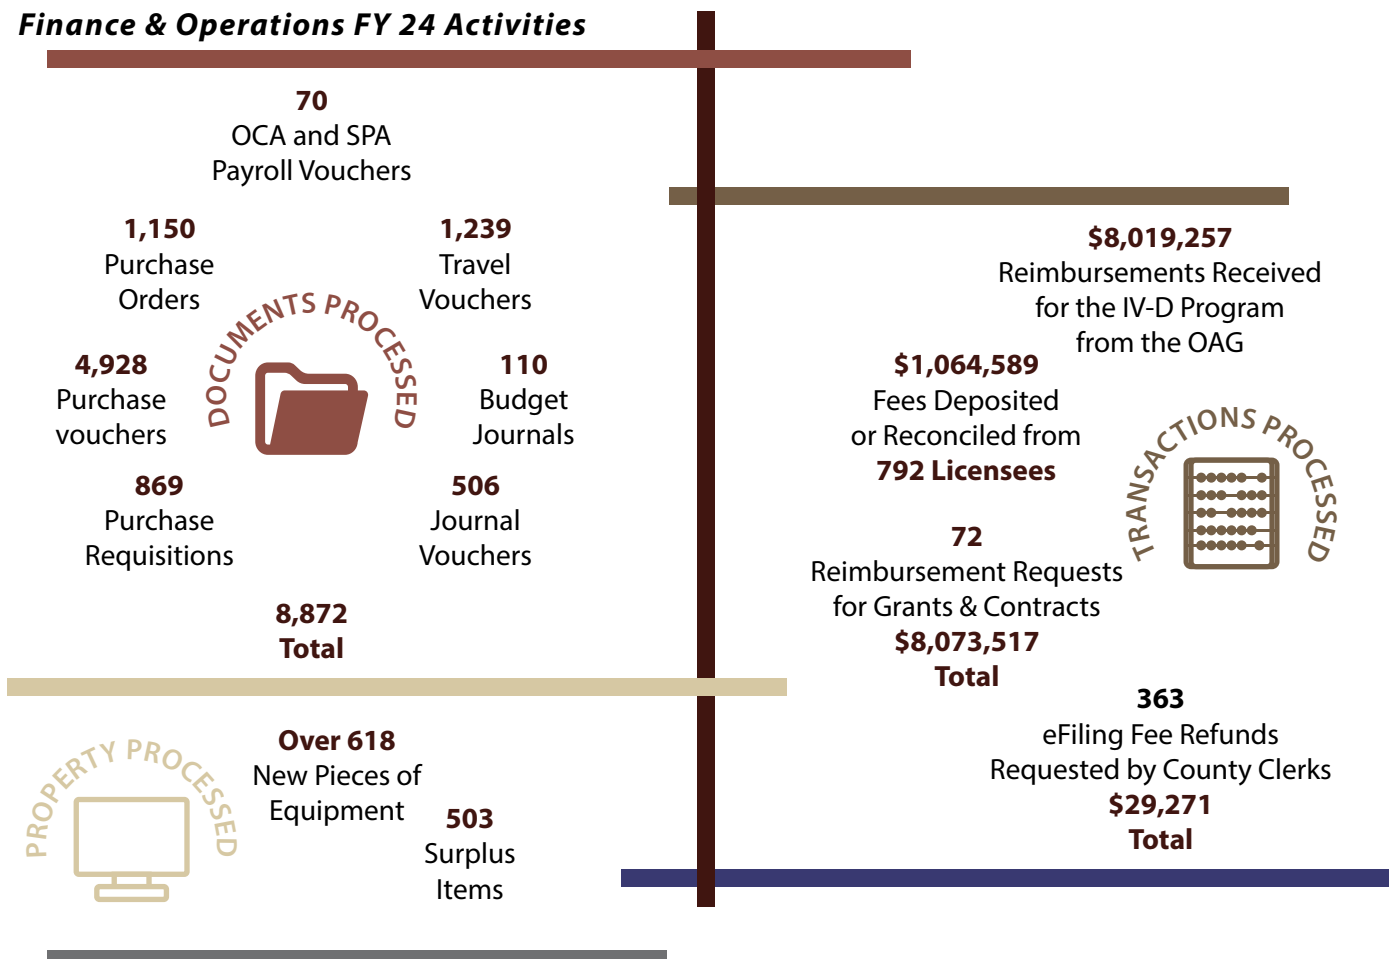 Finance & Operations FY 24 Activities
70
OCA and SPA
Payroll Vouchers
1,150
Purchase
Orders
1,239
Travel
Vouchers
DOCUMENTS PROCESSED
4,928
Purchase
vouchers
110
Budget
Journals
869
Purchase
Requisitions
506
Journal
Vouchers
8,872
Total
PROPERTY PROCESSED
Over 618
New Pieces of
Equipment
503
Surplus
Items
$8,019,257
Reimbursements Received
for the IV-D Program
from the OAG
$1,064,589
Fees Deposited
or Reconciled from
792 Licensees
TRANSACTIONS PROCESSED
72
Reimbursement Requests
for Grants & Contracts
$8,073,517
Total
363
eFiling Fee Refunds
Requested by County Clerks
$29,271
Total